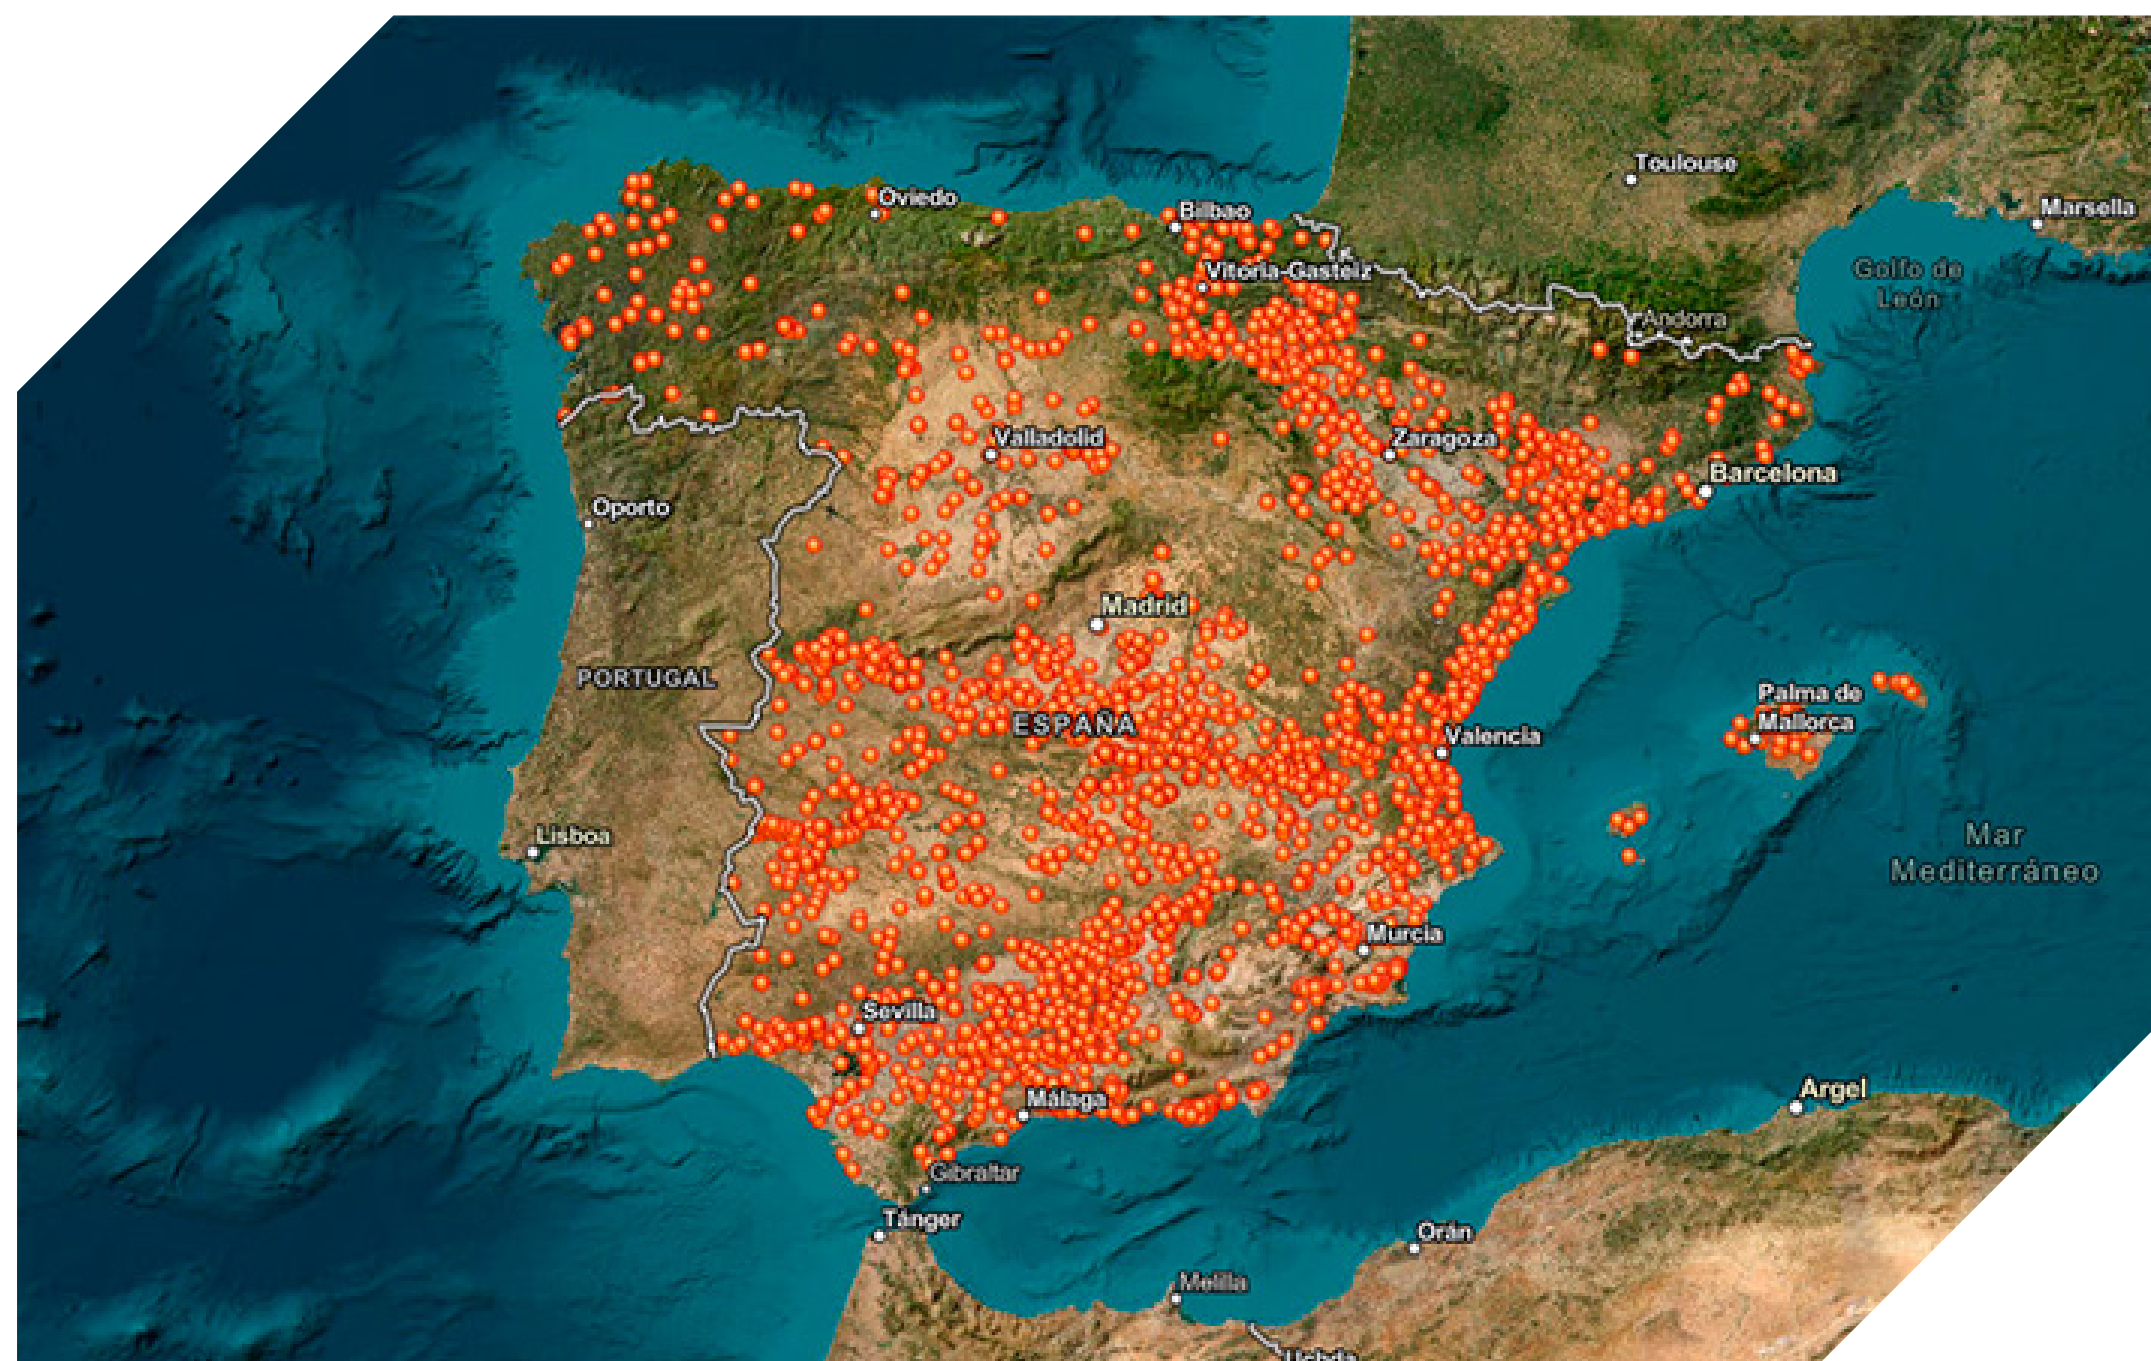 Toulouse
Marsella
Oviedo
Bilbao
Golfo de
León
Vitoria-Gasteiz
Andorra
Valladolid
Zaragoza
Barcelona
Oporto
Madrid
PORTUGAL
Palma de
Mallorca
ESPAÑA
Valencia
Lisboa
Mar
Mediterráneo
Murcia
Sevilla
Málaga
Argel
Gibraltar
Tánger
Orán
Melilla
Uchda